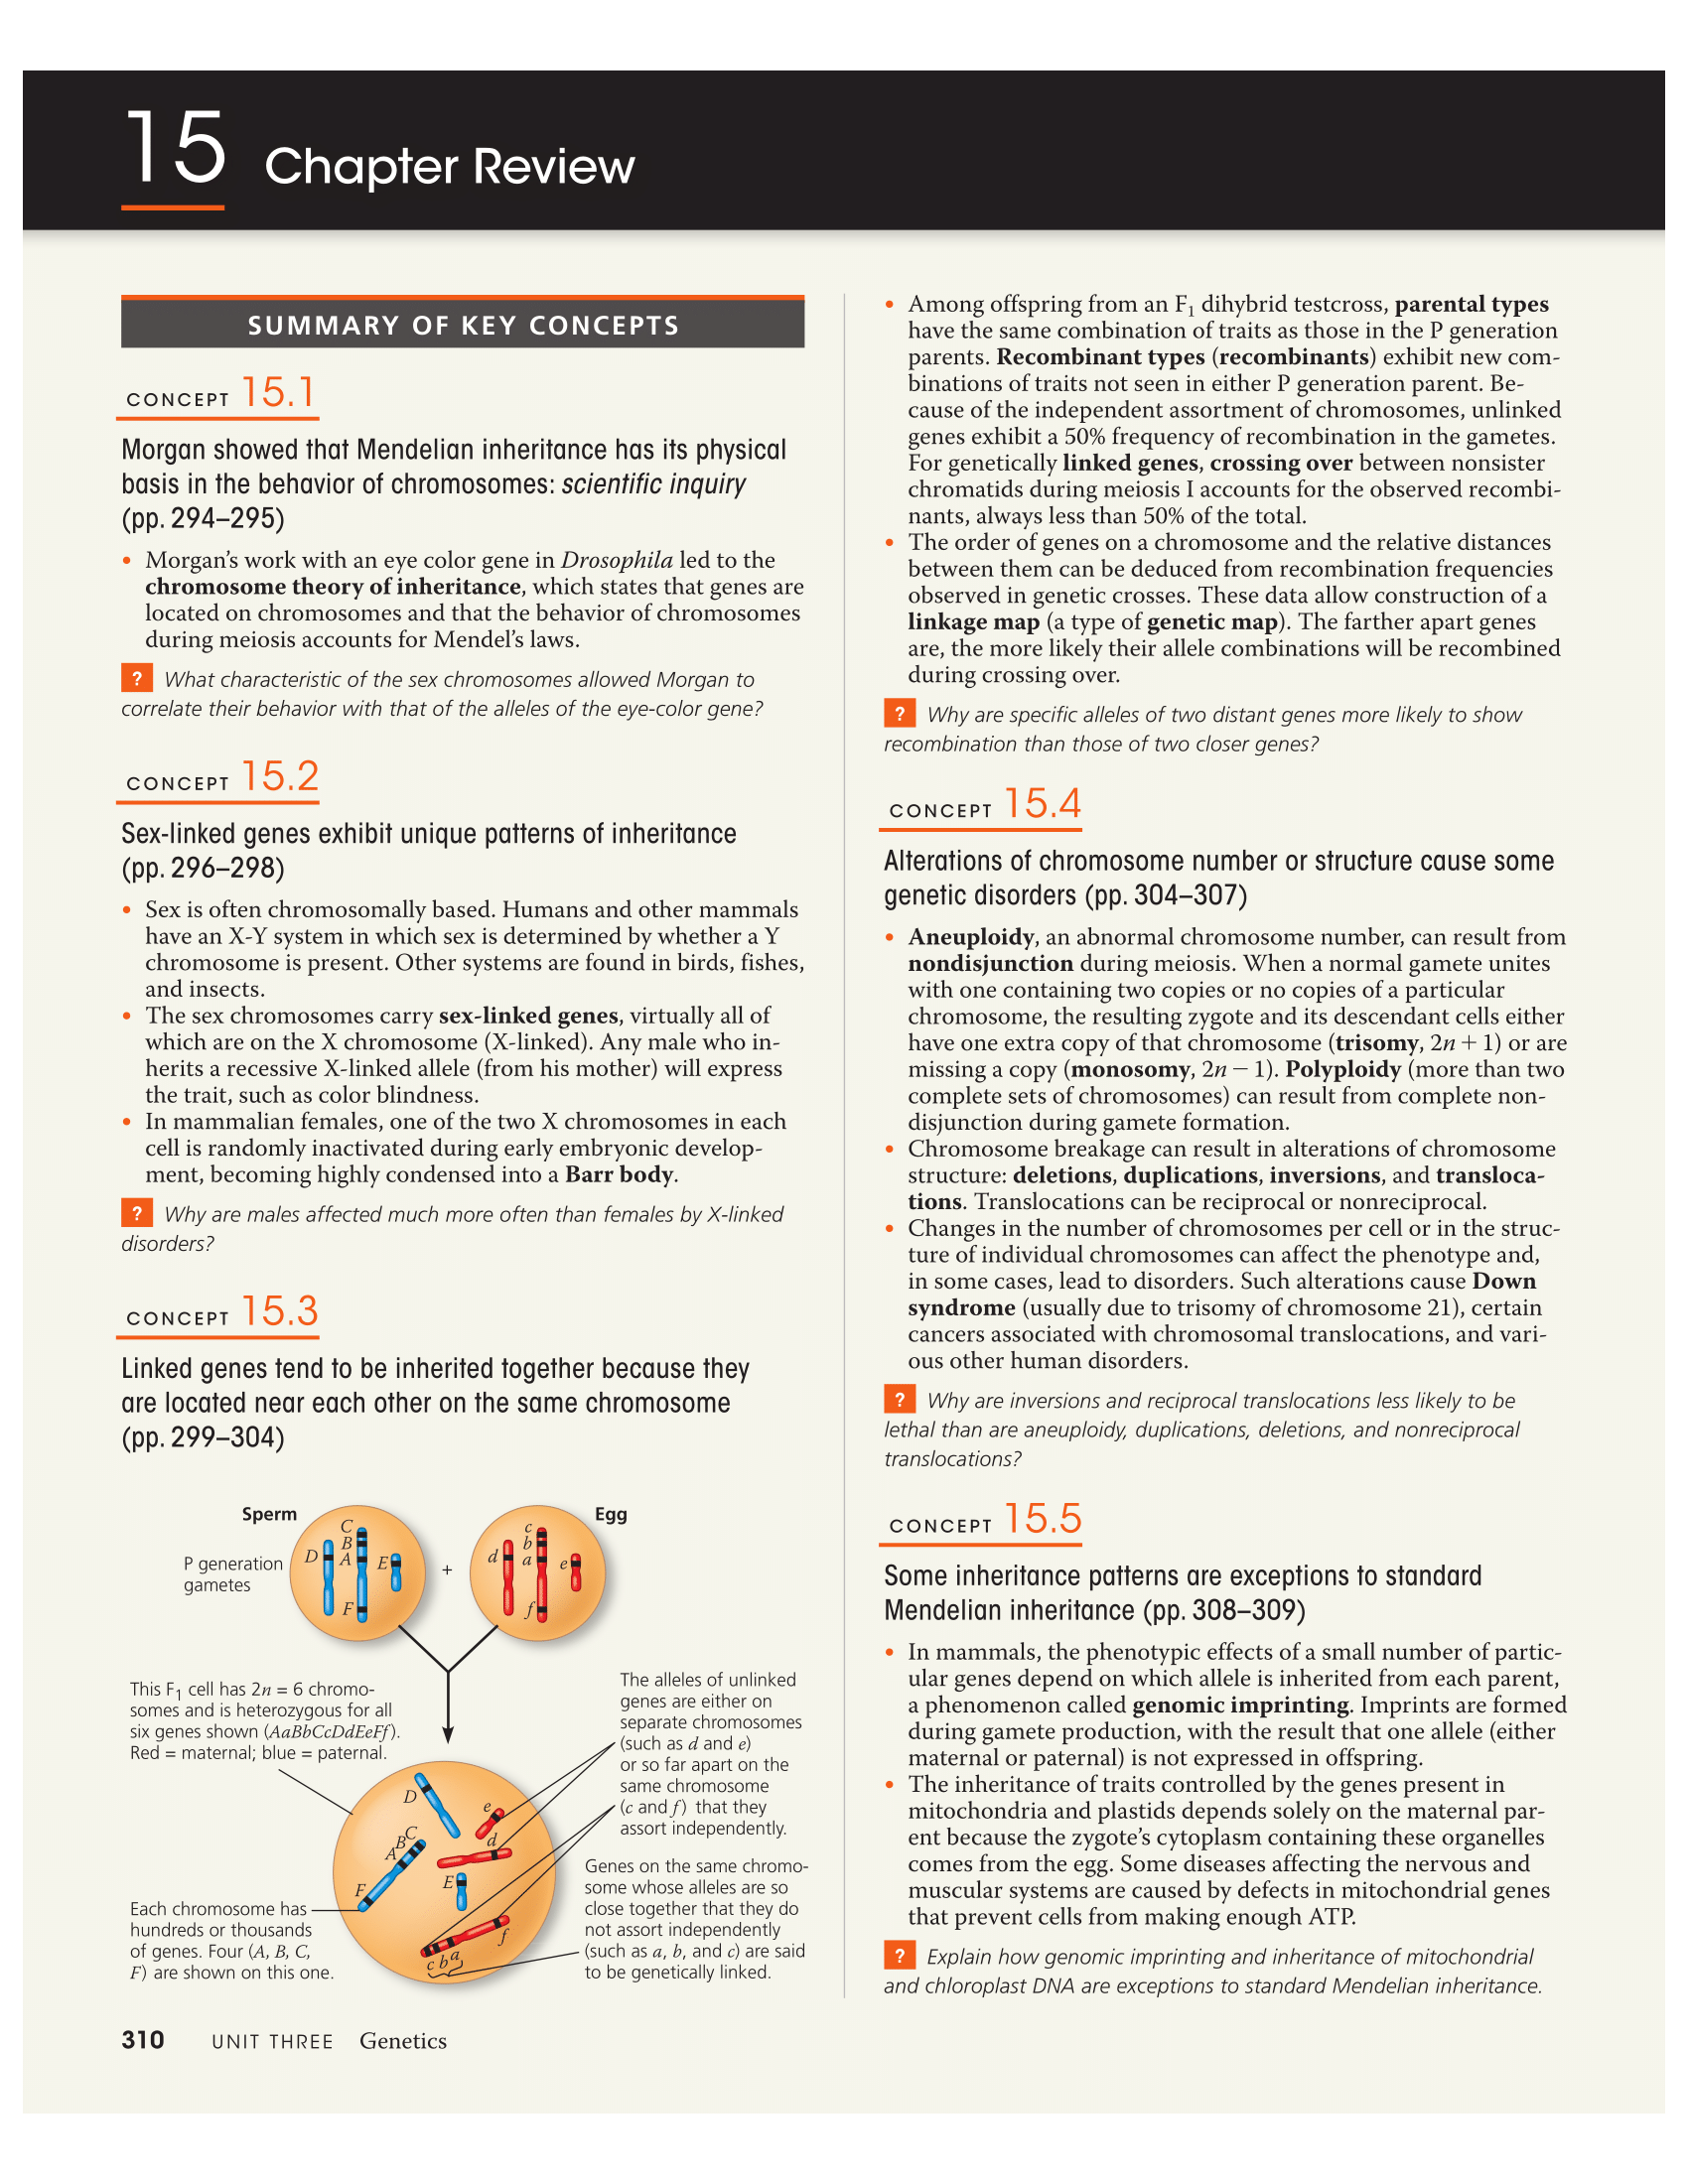 15 Chapter Review
SUMMARY OF KEY CONCEPTS
CONCEPT 15.1
Morgan showed that Mendelian inheritance has its physical
basis in the behavior of chromosomes: scientific inquiry
(pp. 294–295)
• Morgan's work with an eye color gene in Drosophila led to the
chromosome theory of inheritance, which states that genes are
located on chromosomes and that the behavior of chromosomes
during meiosis accounts for Mendel's laws.
? What characteristic of the sex chromosomes allowed Morgan to
correlate their behavior with that of the alleles of the eye-color gene?
CONCEPT 15.2
Sex-linked genes exhibit unique patterns of inheritance
(pp. 296–298)
• Sex is often chromosomally based. Humans and other mammals
have an X-Y system in which sex is determined by whether a Y
chromosome is present. Other systems are found in birds, fishes,
and insects.
• The sex chromosomes carry sex-linked genes, virtually all of
which are on the X chromosome (X-linked). Any male who in-
herits a recessive X-linked allele (from his mother) will express
the trait, such as color blindness.
• In mammalian females, one of the two X chromosomes in each
cell is randomly inactivated during early embryonic develop-
ment, becoming highly condensed into a Barr body.
? Why are males affected much more often than females by X-linked
disorders?
CONCEPT 15.3
Linked genes tend to be inherited together because they
are located near each other on the same chromosome
(pp. 299–304)
Sperm
Egg
P generation
gametes
D
C
B
A
E
F
+
d
c
b
a
e
f
This F1 cell has 2n = 6 chromo-
somes and is heterozygous for all
six genes shown (AaBbCcDdEeFf).
Red = maternal; blue = paternal.
The alleles of unlinked
genes are either on
separate chromosomes
(such as d and e)
or so far apart on the
same chromosome
(c and f) that they
assort independently.
D
e
C
B
A
d
E
F
f
c b a
Genes on the same chromo-
some whose alleles are so
close together that they do
not assort independently
(such as a, b, and c) are said
to be genetically linked.
Each chromosome has
hundreds or thousands
of genes. Four (A, B, C,
F) are shown on this one.
• Among offspring from an F1 dihybrid testcross, parental types
have the same combination of traits as those in the P generation
parents. Recombinant types (recombinants) exhibit new com-
binations of traits not seen in either P generation parent. Be-
cause of the independent assortment of chromosomes, unlinked
genes exhibit a 50% frequency of recombination in the gametes.
For genetically linked genes, crossing over between nonsister
chromatids during meiosis I accounts for the observed recombi-
nants, always less than 50% of the total.
• The order of genes on a chromosome and the relative distances
between them can be deduced from recombination frequencies
observed in genetic crosses. These data allow construction of a
linkage map (a type of genetic map). The farther apart genes
are, the more likely their allele combinations will be recombined
during crossing over.
? Why are specific alleles of two distant genes more likely to show
recombination than those of two closer genes?
CONCEPT 15.4
Alterations of chromosome number or structure cause some
genetic disorders (pp. 304–307)
• Aneuploidy, an abnormal chromosome number, can result from
nondisjunction during meiosis. When a normal gamete unites
with one containing two copies or no copies of a particular
chromosome, the resulting zygote and its descendant cells either
have one extra copy of that chromosome (trisomy, 2n + 1) or are
missing a copy (monosomy, 2n − 1). Polyploidy (more than two
complete sets of chromosomes) can result from complete non-
disjunction during gamete formation.
• Chromosome breakage can result in alterations of chromosome
structure: deletions, duplications, inversions, and transloca-
tions. Translocations can be reciprocal or nonreciprocal.
• Changes in the number of chromosomes per cell or in the struc-
ture of individual chromosomes can affect the phenotype and,
in some cases, lead to disorders. Such alterations cause Down
syndrome (usually due to trisomy of chromosome 21), certain
cancers associated with chromosomal translocations, and vari-
ous other human disorders.
? Why are inversions and reciprocal translocations less likely to be
lethal than are aneuploidy, duplications, deletions, and nonreciprocal
translocations?
CONCEPT 15.5
Some inheritance patterns are exceptions to standard
Mendelian inheritance (pp. 308–309)
• In mammals, the phenotypic effects of a small number of partic-
ular genes depend on which allele is inherited from each parent,
a phenomenon called genomic imprinting. Imprints are formed
during gamete production, with the result that one allele (either
maternal or paternal) is not expressed in offspring.
• The inheritance of traits controlled by the genes present in
mitochondria and plastids depends solely on the maternal par-
ent because the zygote's cytoplasm containing these organelles
comes from the egg. Some diseases affecting the nervous and
muscular systems are caused by defects in mitochondrial genes
that prevent cells from making enough ATP.
? Explain how genomic imprinting and inheritance of mitochondrial
and chloroplast DNA are exceptions to standard Mendelian inheritance.
310 UNIT THREE Genetics